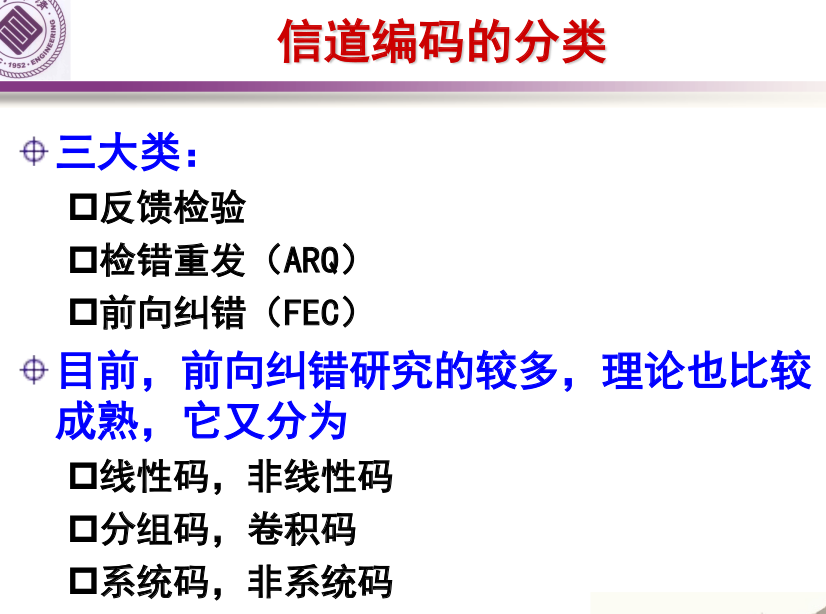 信道编码的分类
1952·ENGINEERING
三大类：
反馈检验
检错重发（ARQ）
前向纠错（FEC）
目前，前向纠错研究的较多，理论也比较
成熟，它又分为
线性码，非线性码
分组码，卷积码
系统码，非系统码